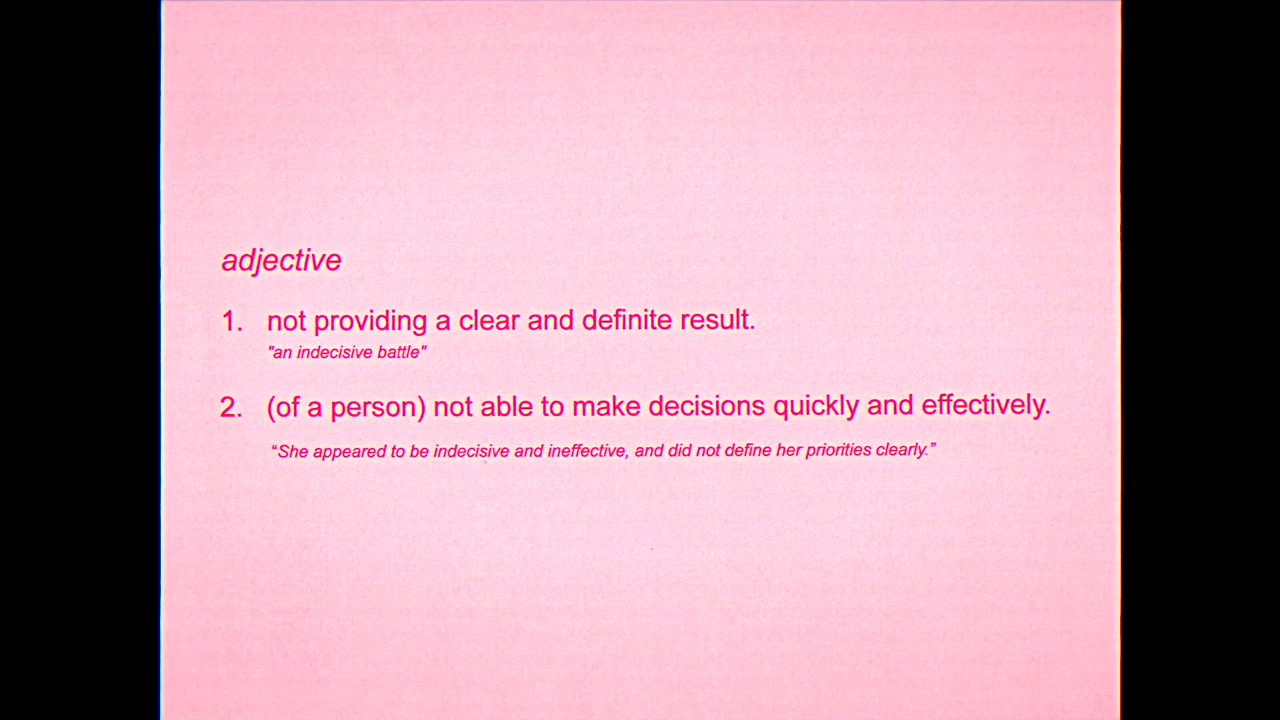 adjective
1. not providing a clear and definite result.
"an indecisive battle"
2. (of a person) not able to make decisions quickly and effectively.
“She appeared to be indecisive and ineffective, and did not define her priorities clearly.”